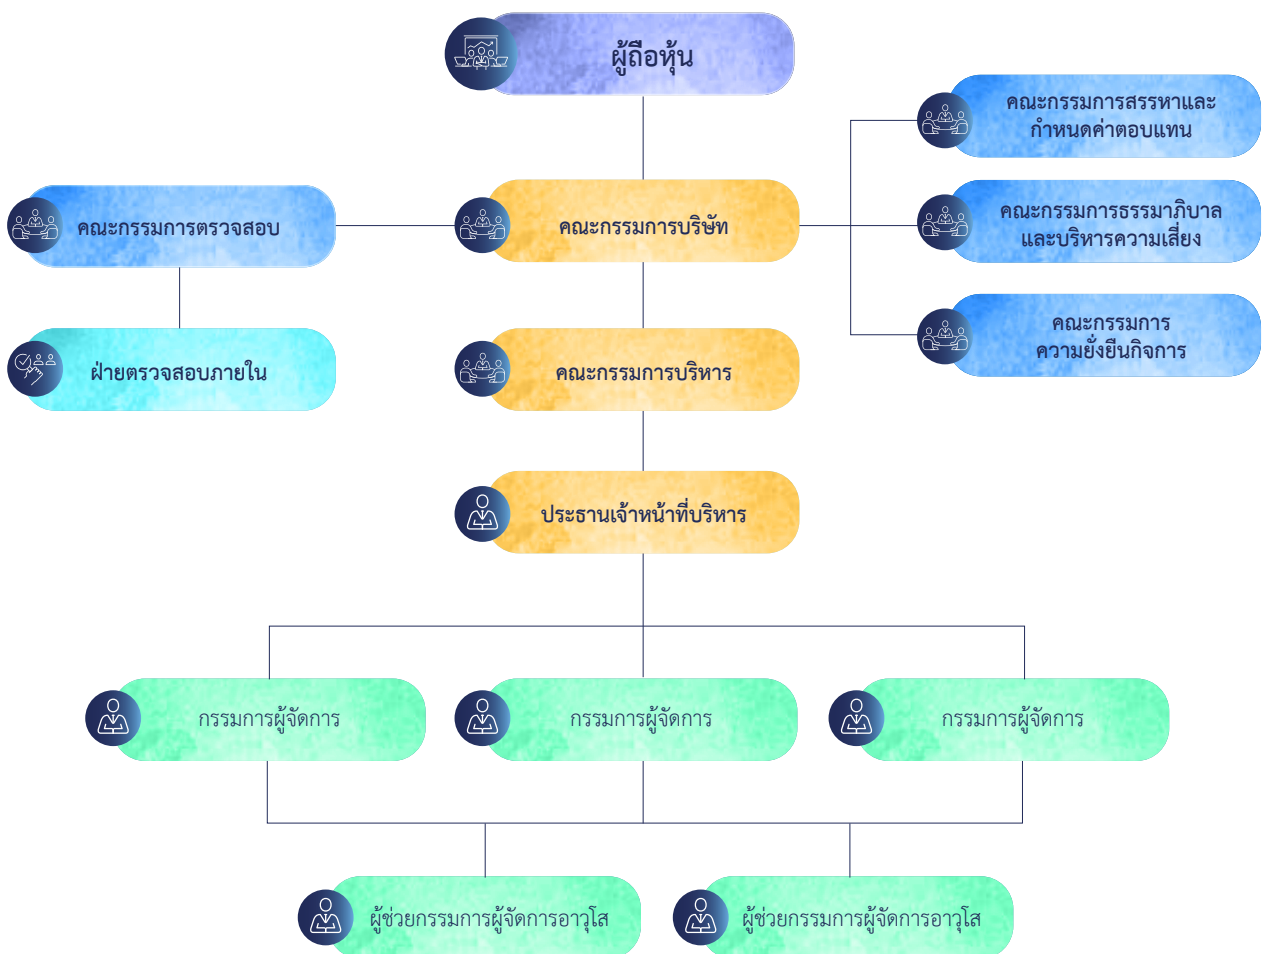 ผู้ถือหุ้น
คณะกรรมการสรรหาและ
กำหนดค่าตอบแทน
คณะกรรมการตรวจสอบ
คณะกรรมการบริษัท
คณะกรรมการธรรมาภิบาล
และบริหารความเสี่ยง
ฝ่ายตรวจสอบภายใน
คณะกรรมการบริหาร
คณะกรรมการ
ความยั่งยืนกิจการ
ประธานเจ้าหน้าที่บริหาร
กรรมการผู้จัดการ
กรรมการผู้จัดการ
กรรมการผู้จัดการ
ผู้ช่วยกรรมการผู้จัดการอาวุโส
ผู้ช่วยกรรมการผู้จัดการอาวุโส